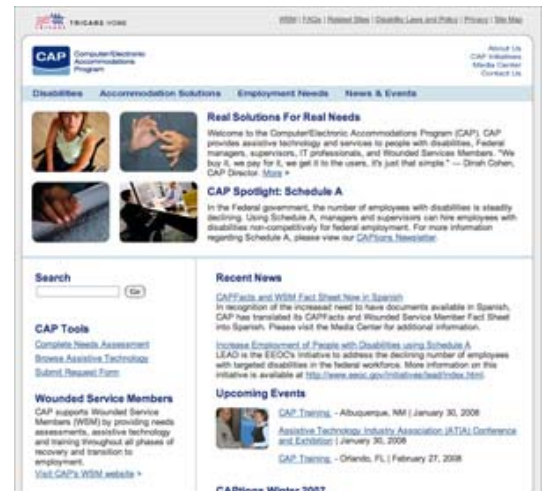 TRICARE HOME
WSM | FAQs | Related Sites | Disability Laws and Policy | Privacy | Site Map
CAP Computer/Electronic
Accommodations
Program
About Us
CAP Initiatives
Media Center
Contact Us
Disabilities Accommodation Solutions Employment Needs News & Events
Real Solutions For Real Needs
Welcome to the Computer/Electronic Accommodations Program (CAP). CAP
provides assistive technology and services to people with disabilities, Federal
managers, supervisors, IT professionals, and Wounded Services Members. "We
buy it, we pay for it, we get it to the users, it's just that simple." — Dinah Cohen,
CAP Director. More »
CAP Spotlight: Schedule A
In the Federal government, the number of employees with disabilities is steadily
declining. Using Schedule A, managers and supervisors can hire employees with
disabilities non-competitively for federal employment. For more information
regarding Schedule A, please view our CAPtions Newsletter.
Search
Go
CAP Tools
Complete Needs Assessment
Browse Assistive Technology
Submit Request Form
Wounded Service Members
CAP supports Wounded Service
Members (WSM) by providing needs
assessments, assistive technology
and training throughout all phases of
recovery and transition to
employment.
Visit CAP's WSM website »
Recent News
CAPFacts and WSM Fact Sheet Now in Spanish
In recognition of the increased need to have documents available in Spanish,
CAP has translated its CAPFacts and Wounded Service Member Fact Sheet
into Spanish. Please visit the Media Center for additional information.
Increase Employment of People with Disabilities using Schedule A
LEAD is the EEOC's Initiative to address the declining number of employees
with targeted disabilities in the federal workforce. More information on this
initiative is available at http://www.eeoc.gov/initiatives/lead/index.html.
Upcoming Events
CAP Training - Albuquerque, NM | January 30, 2008
Assistive Technology Industry Association (ATIA) Conference
and Exhibition | January 30, 2008
CAP Training - Orlando, FL | February 27, 2008
CAPtions Winter 2007